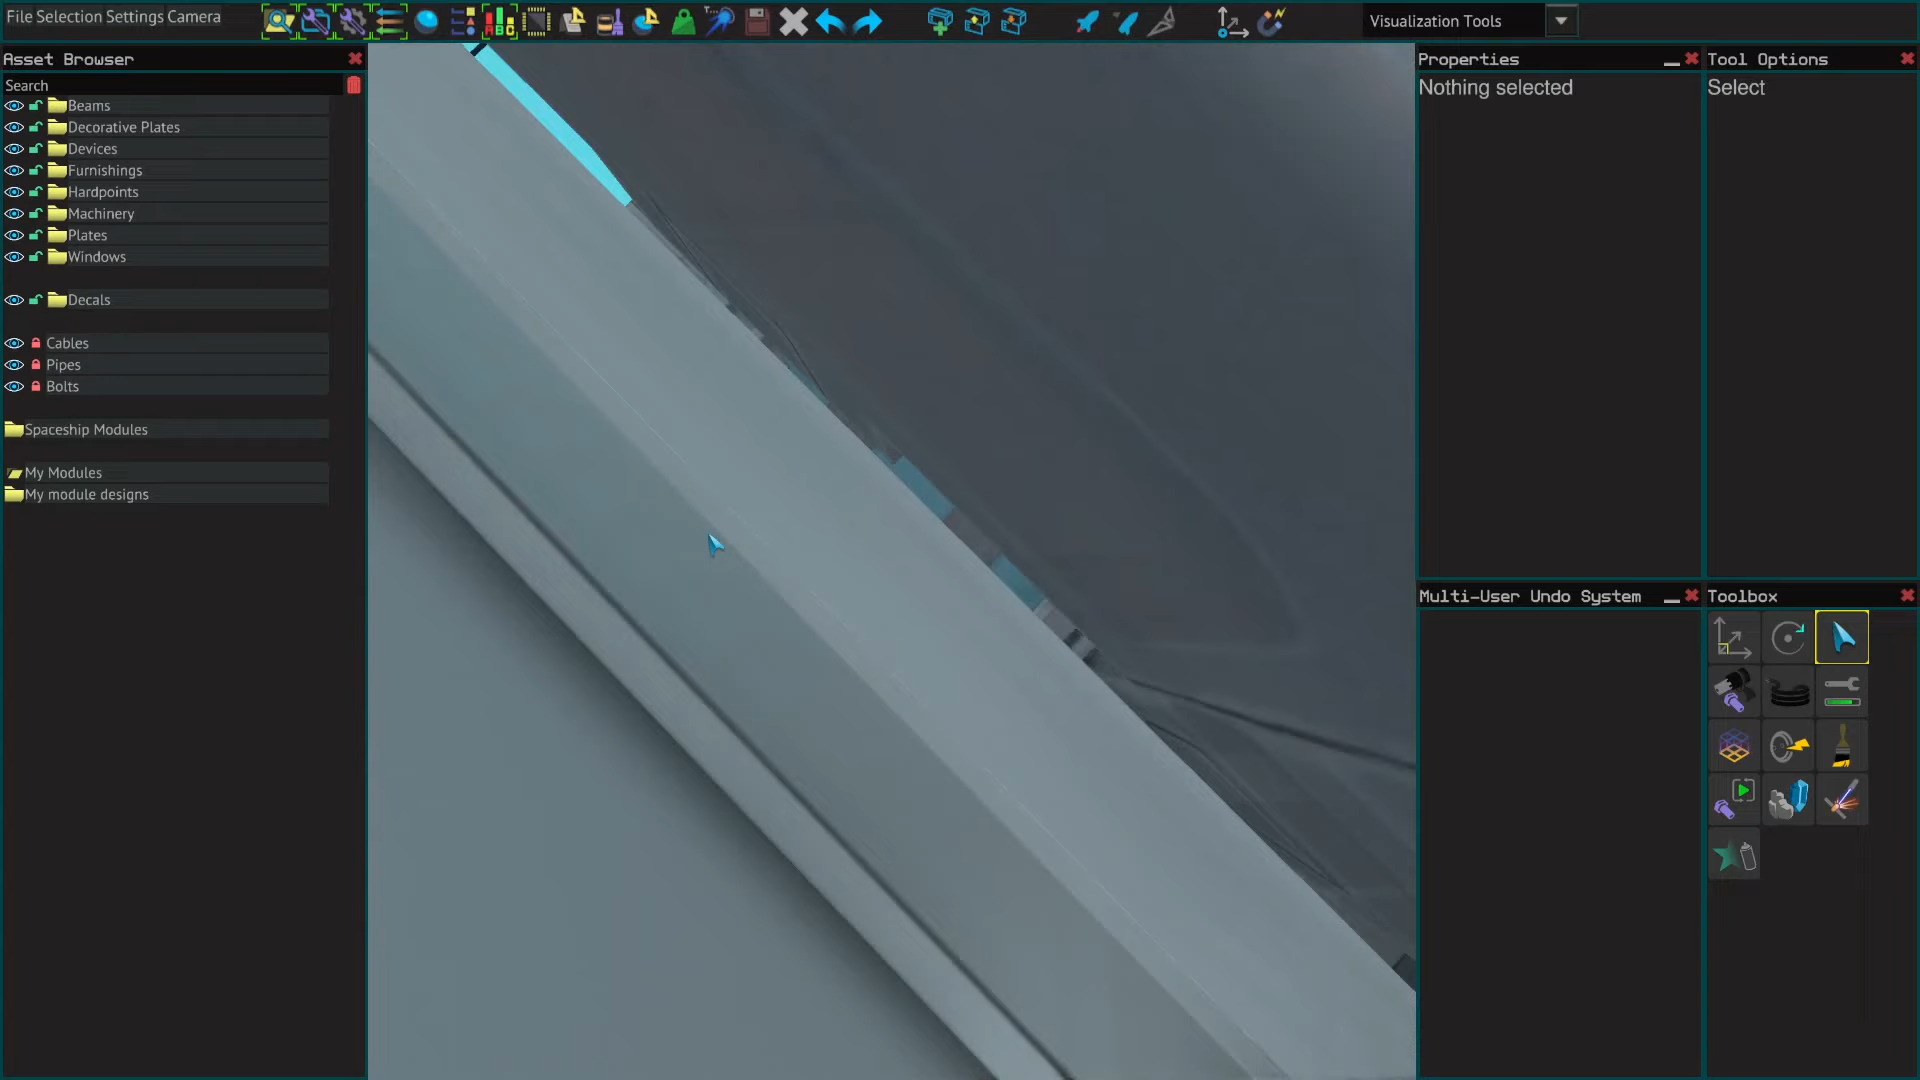 File Selection Settings Camera
ABC
Visualization Tools
Asset Browser
Properties
Tool Options
Search
Nothing selected
Select
Beams
Decorative Plates
Devices
Furnishings
Hardpoints
Machinery
Plates
Windows
Decals
Cables
Pipes
Bolts
Spaceship Modules
My Modules
My module designs
Multi-User Undo System
Toolbox